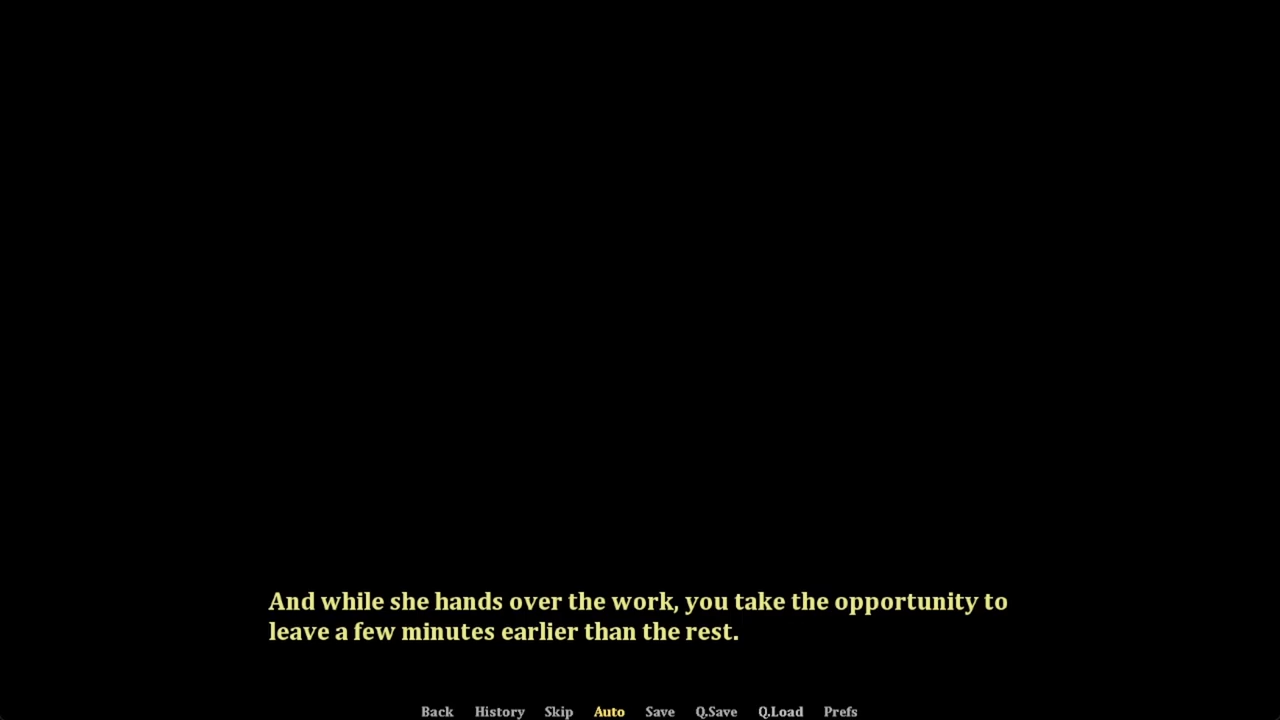 And while she hands over the work, you take the opportunity to
leave a few minutes earlier than the rest.
Back History Skip Auto Save Q.Save Q.Load Prefs